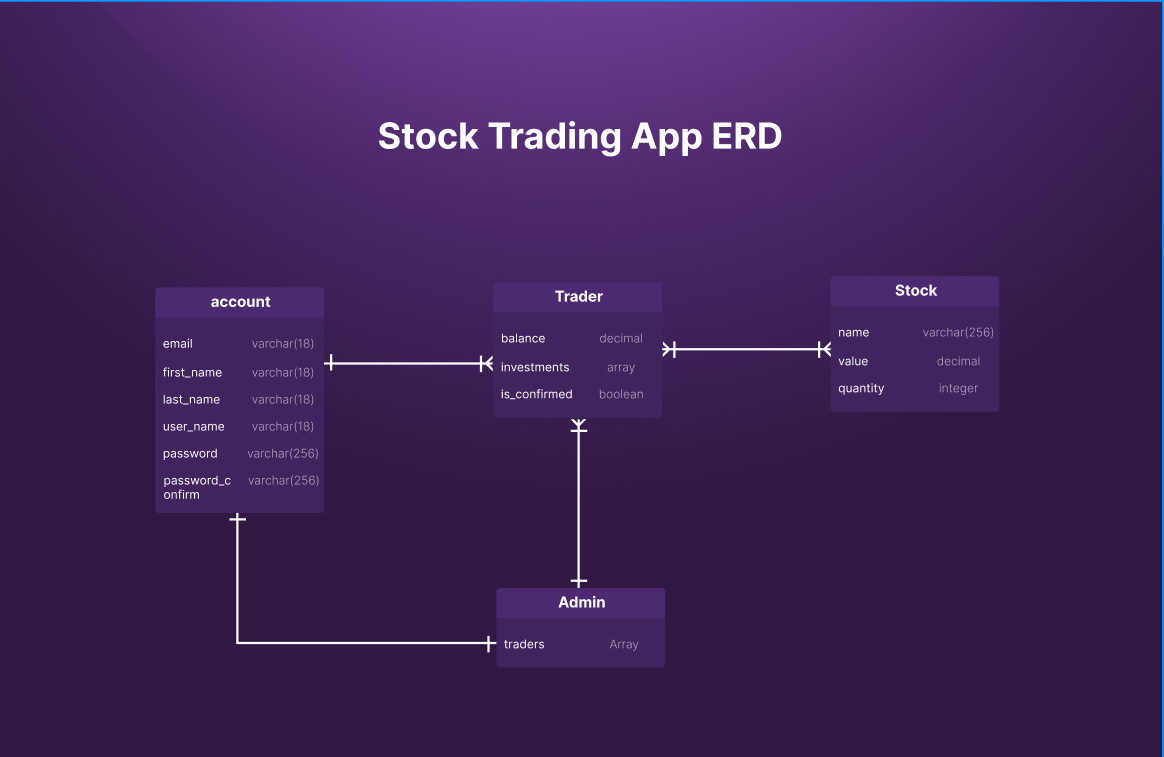 Stock Trading App ERD
account
email varchar(18)
first_name varchar(18)
last_name varchar(18)
user_name varchar(18)
password varchar(256)
password_c varchar(256)
onfirm
Trader
balance decimal
investments array
is_confirmed boolean
Stock
name varchar(256)
value decimal
quantity integer
Admin
traders Array